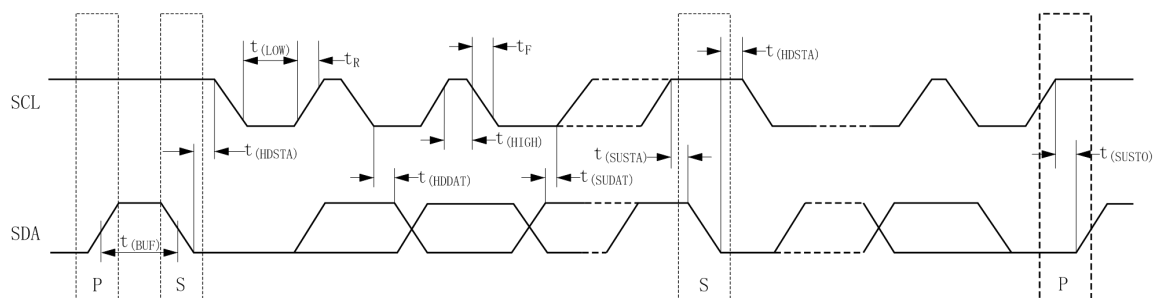 t(LOW)
tR
tF
t(HDSTA)
SCL
t(HDSTA)
t(HIGH)
t(SUSTA)
t(SUSTO)
t(HDDAT)
t(SUDAT)
SDA
t(BUF)
P
S
S
P